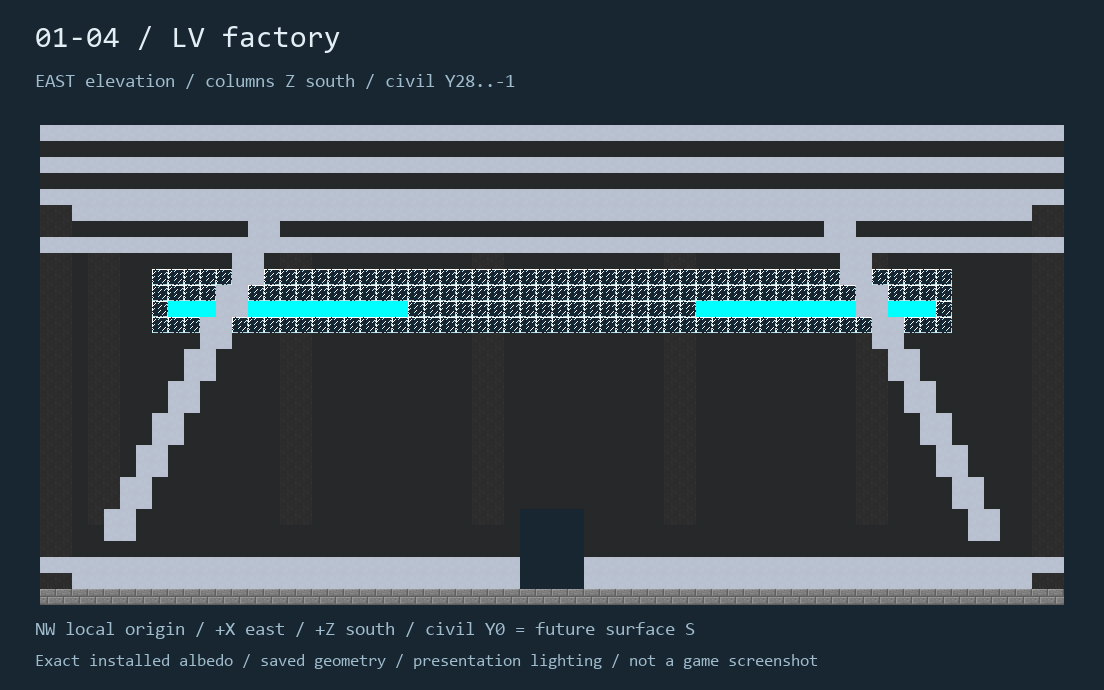 01-04 / LV factory
EAST elevation / columns Z south / civil Y28..-1
NW local origin / +X east / +Z south / civil Y0 = future surface S
Exact installed albedo / saved geometry / presentation lighting / not a game screenshot